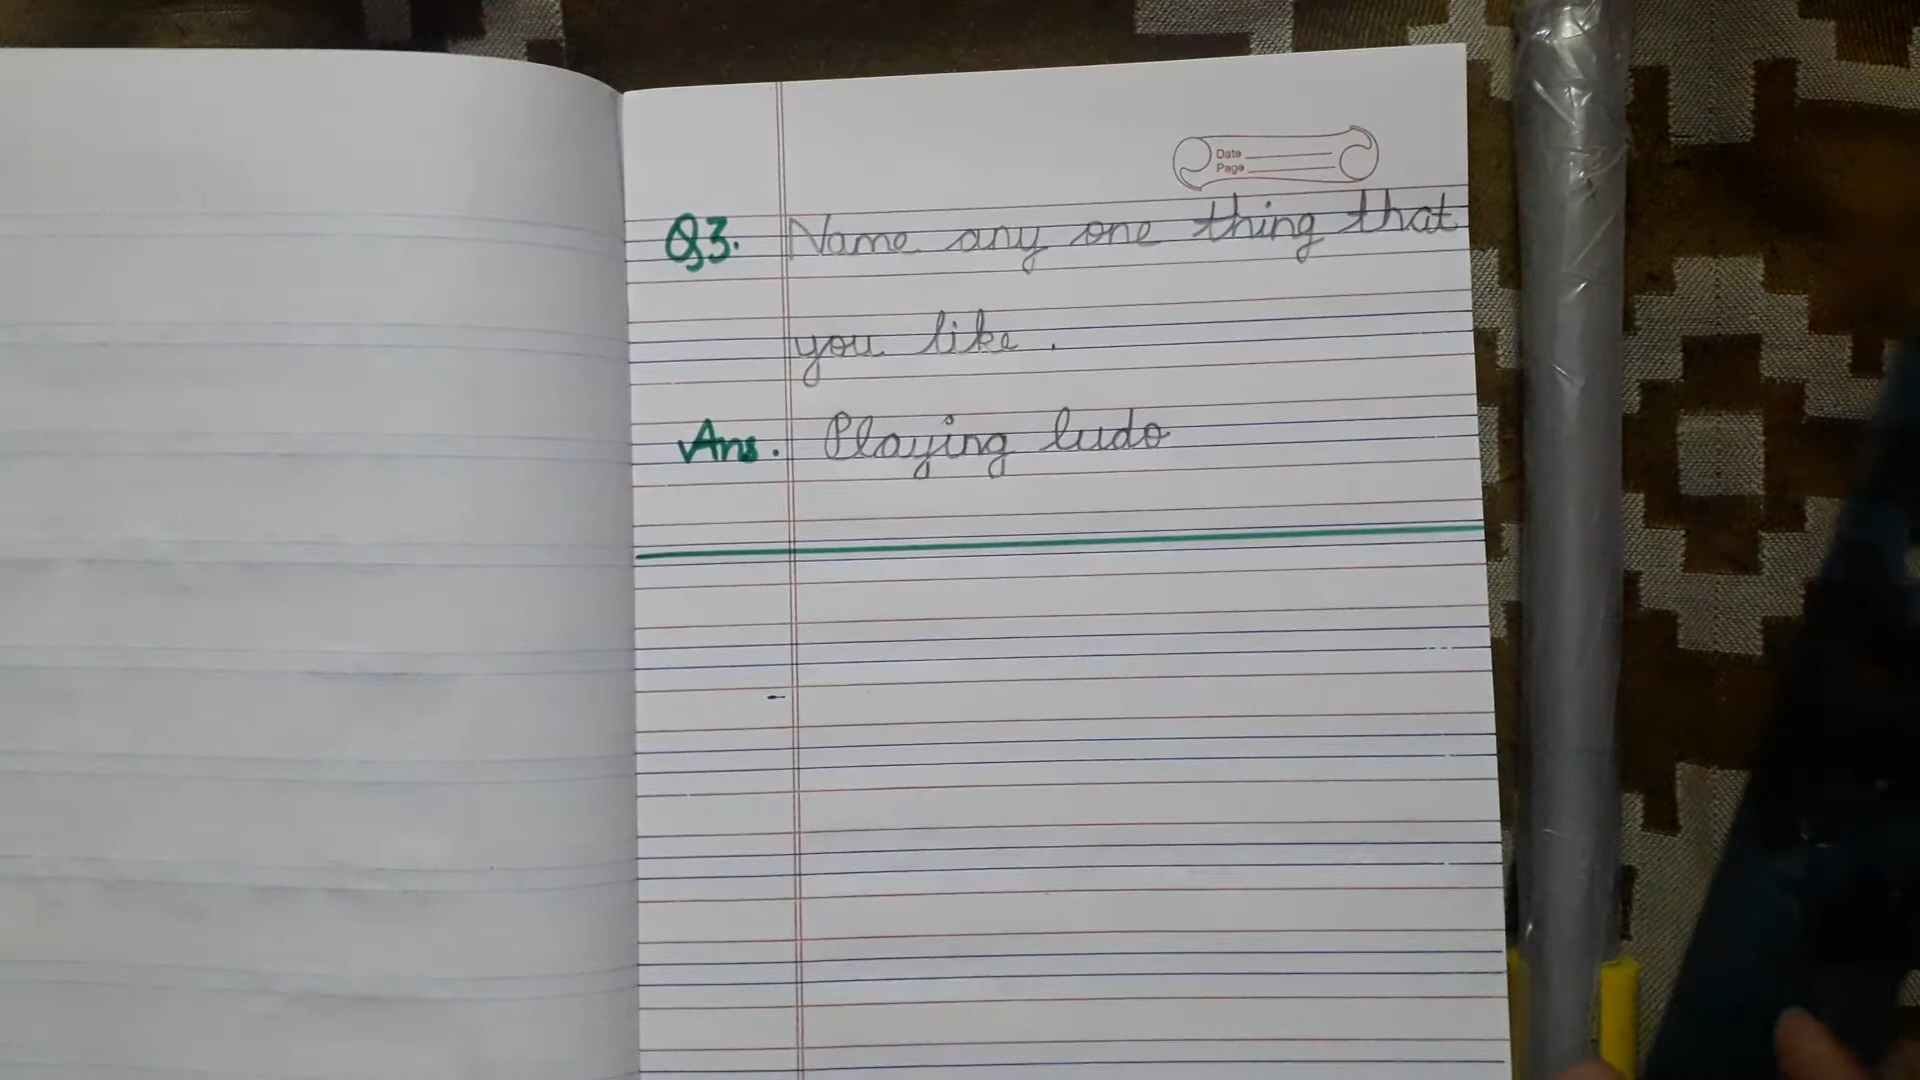 Date
Page
Q3. Name any one thing that
you like.
Ans. Playing ludo